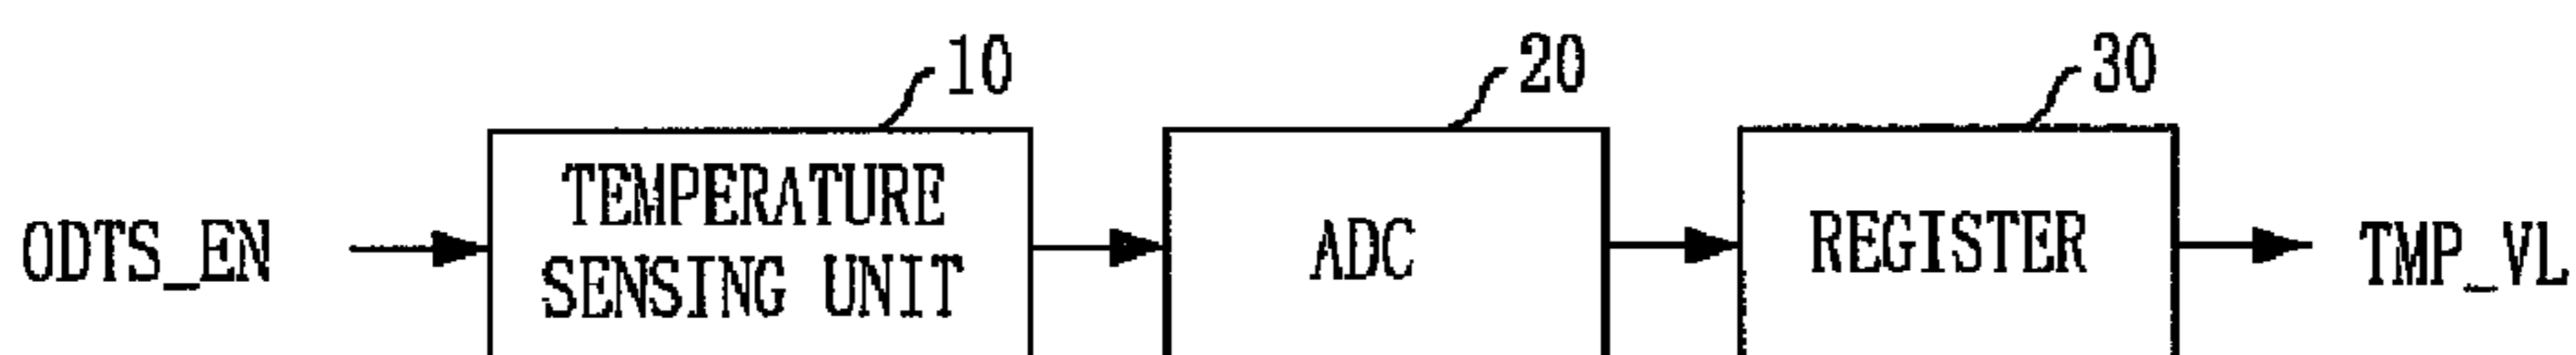 10
20
30
ODTS_EN
TEMPERATURE
SENSING UNIT
ADC
REGISTER
TMP_VL